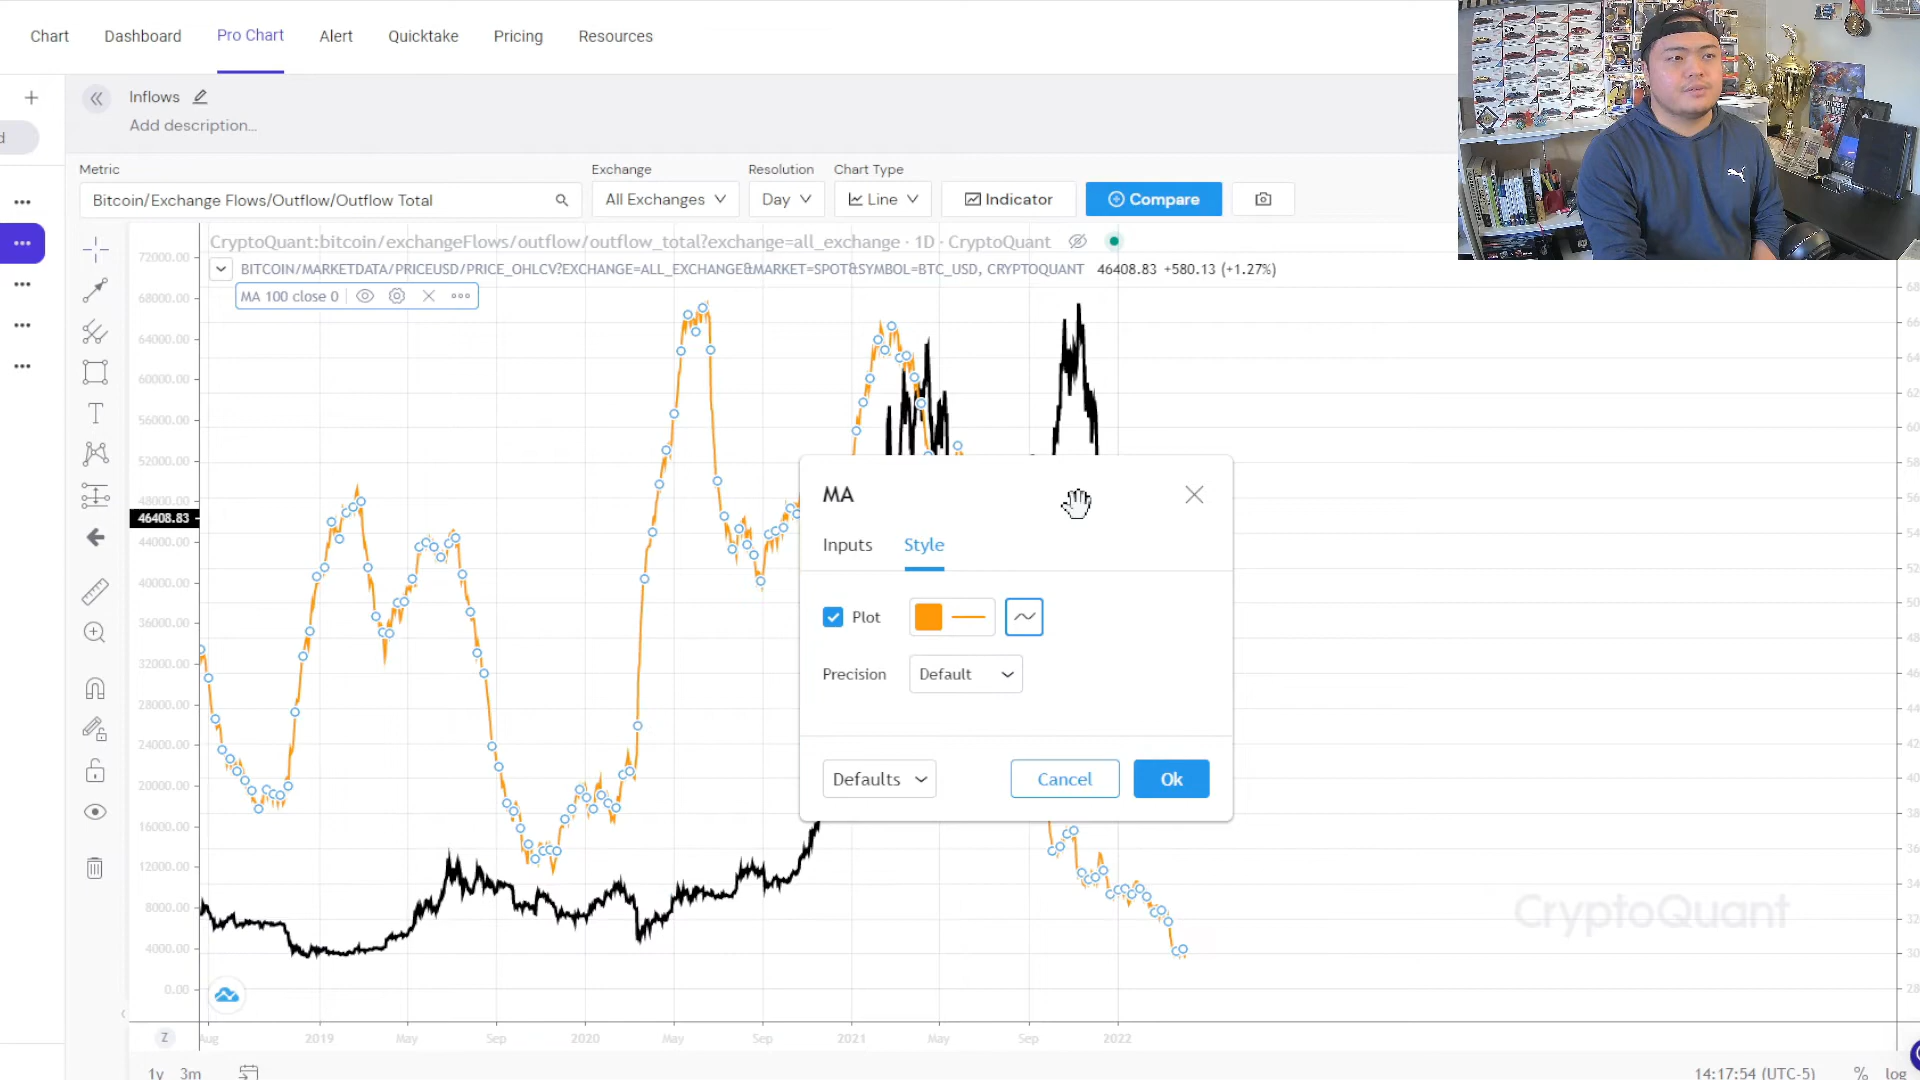 Chart Dashboard Pro Chart Alert Quicktake Pricing Resources
Inflows
Add description...
Metric Exchange Resolution Chart Type
Bitcoin/Exchange Flows/Outflow/Outflow Total All Exchanges Day Line Indicator Compare
CryptoQuant:bitcoin/exchangeFlows/outflow/outflow_total?exchange=all_exchange · 1D · CryptoQuant
BITCOIN/MARKETDATA/PRICEUSD/PRICE_OHLCV?EXCHANGE=ALL_EXCHANGE&MARKET=SPOT&SYMBOL=BTC_USD, CRYPTOQUANT 46408.83 +580.13 (+1.27%)
MA 100 close 0
72000.00
68000.00
64000.00
60000.00
56000.00
52000.00
48000.00
46408.83
44000.00
40000.00
36000.00
32000.00
28000.00
24000.00
20000.00
16000.00
12000.00
8000.00
4000.00
0.00
MA
Inputs Style
Plot
Precision Default
Defaults Cancel Ok
CryptoQuant
Z Aug 2019 May Sep 2020 May Sep 2021 May Sep 2022
1y 3m 14:17:54 (UTC-5) % log